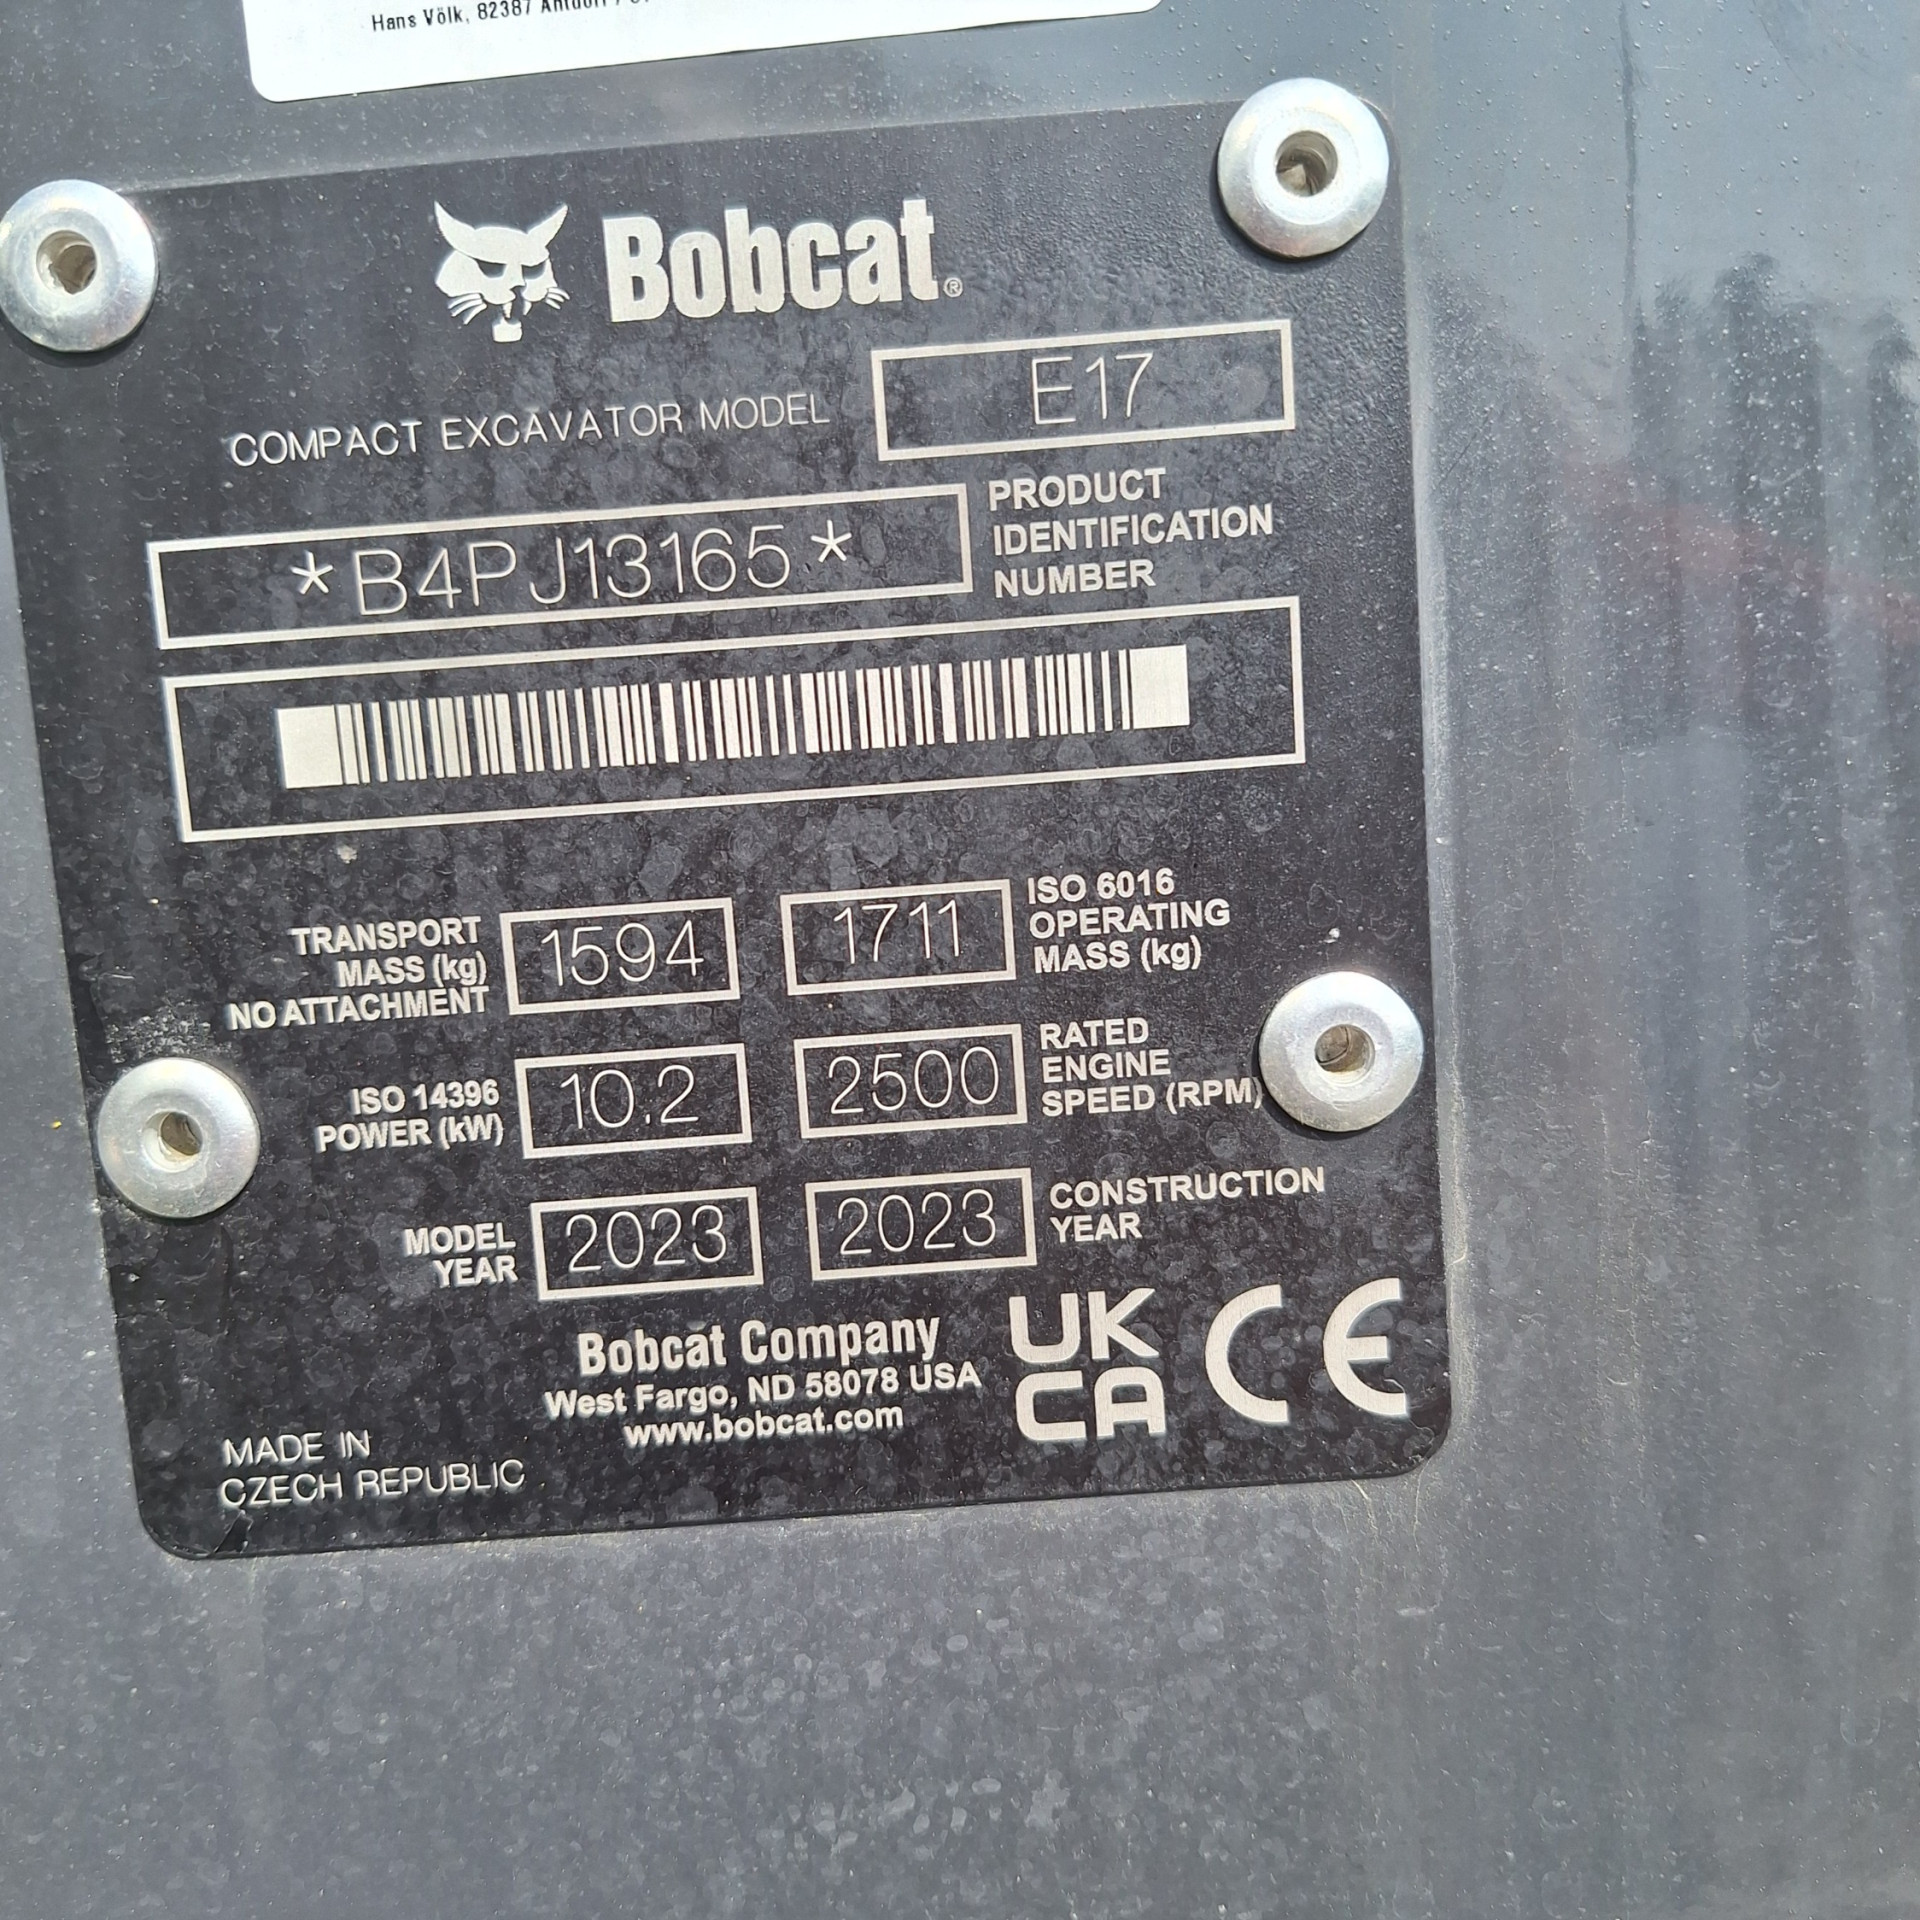 Hans Völk, 82387 Antdorf
Bobcat®
COMPACT EXCAVATOR MODEL E17
*B4PJ13165* PRODUCT
IDENTIFICATION
NUMBER
TRANSPORT
MASS (kg)
NO ATTACHMENT
1594
1711
ISO 6016
OPERATING
MASS (kg)
ISO 14396
POWER (kW)
10.2
2500
RATED
ENGINE
SPEED (RPM)
MODEL
YEAR
2023
2023
CONSTRUCTION
YEAR
Bobcat Company
West Fargo, ND 58078 USA
www.bobcat.com
UK
CA
CE
MADE IN
CZECH REPUBLIC